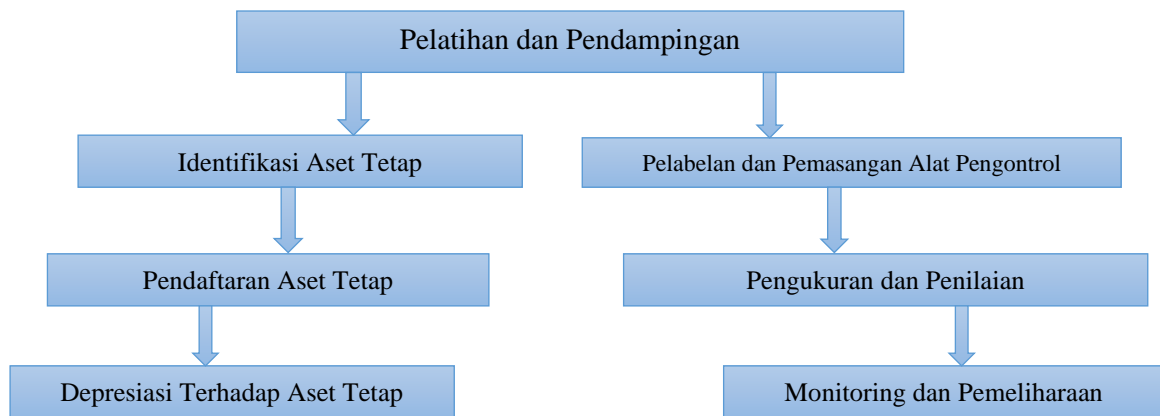 Pelatihan dan Pendampingan
Identifikasi Aset Tetap
Pelabelan dan Pemasangan Alat Pengontrol
Pendaftaran Aset Tetap
Pengukuran dan Penilaian
Depresiasi Terhadap Aset Tetap
Monitoring dan Pemeliharaan